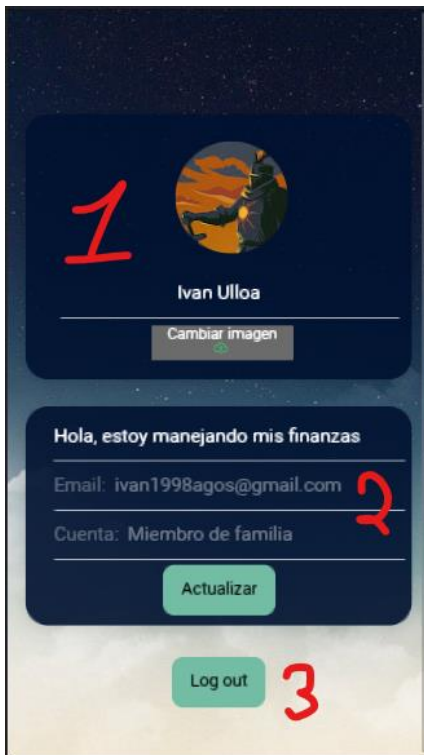 1
Ivan Ulloa
Cambiar imagen
Hola, estoy manejando mis finanzas
Email: ivan1998agos@gmail.com
2
Cuenta: Miembro de familia
Actualizar
Log out
3